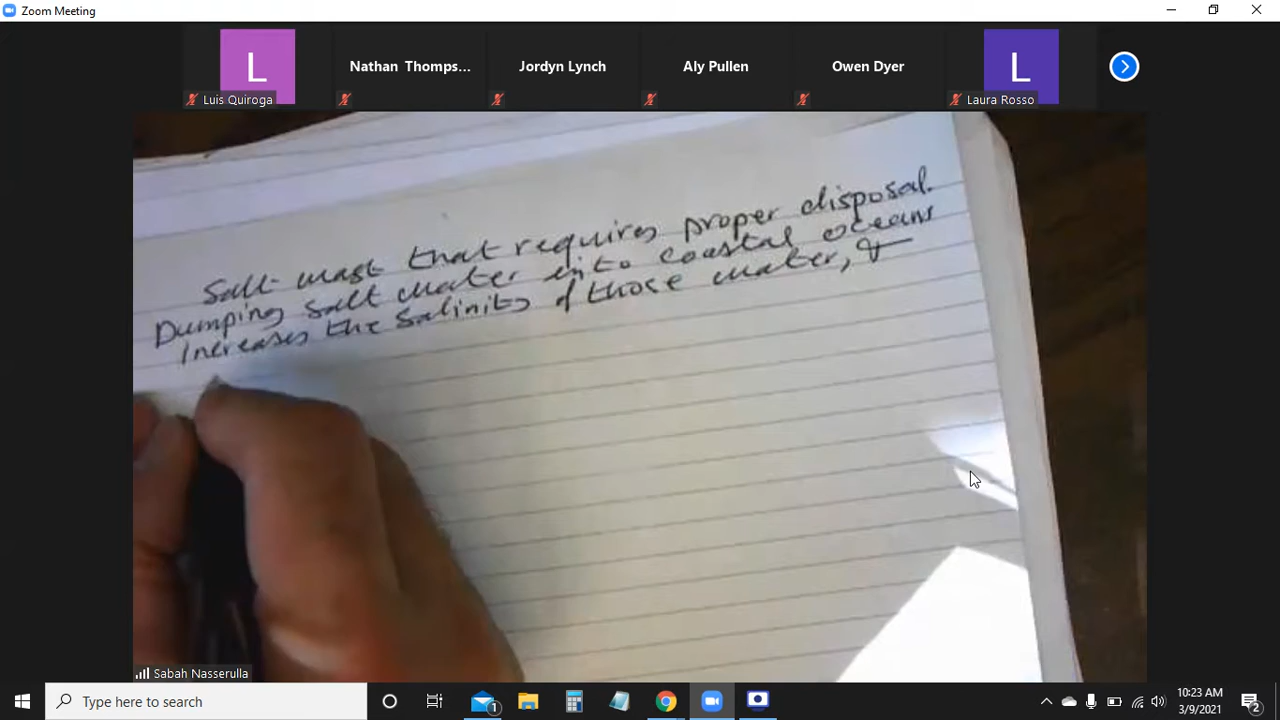 Zoom Meeting
L
Luis Quiroga
Nathan Thomps...
Jordyn Lynch
Aly Pullen
Owen Dyer
L
Laura Rosso
Salt that requires proper disposal.
Dumping salt water into coastal oceans
increases the salinity of those water, &
Sabah Nasserulla
Type here to search
1
10:23 AM
3/9/2021
2